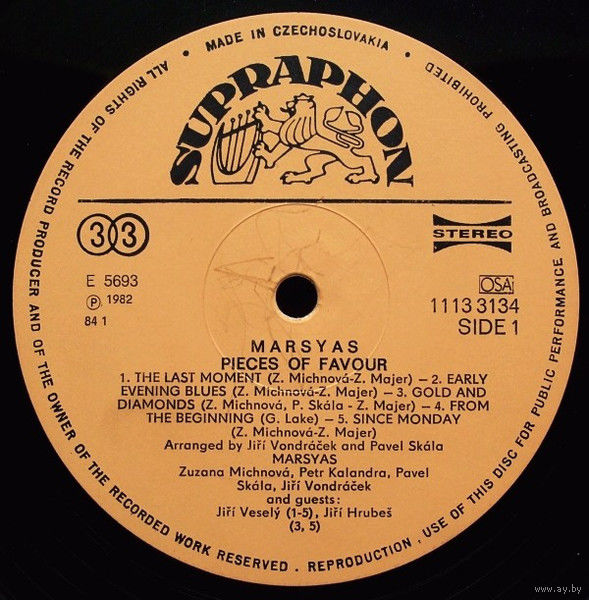 MADE IN CZECHOSLOVAKIA
ALL RIGHTS OF THE RECORD PRODUCER AND OF THE OWNER OF THE RECORDED WORK RESERVED . REPRODUCTION , USE OF THIS DISC FOR PUBLIC PERFORMANCE AND BROADCASTING PROHIBITED
SUPRAPHON
33
STEREO
E 5693
Ⓟ 1982
84 1
OSA
1113 3134
SIDE 1
MARSYAS
PIECES OF FAVOUR
1. THE LAST MOMENT (Z. Michnová-Z. Majer) — 2. EARLY
EVENING BLUES (Z. Michnová-Z. Majer) — 3. GOLD AND
DIAMONDS (Z. Michnová, P. Skála - Z. Majer) — 4. FROM
THE BEGINNING (G. Lake) — 5. SINCE MONDAY
(Z. Michnová-Z. Majer)
Arranged by Jiří Vondráček and Pavel Skála
MARSYAS
Zuzana Michnová, Petr Kalandra, Pavel
Skála, Jiří Vondráček
and guests:
Jiří Veselý (1-5), Jiří Hrubeš
(3, 5)
www.ay.by